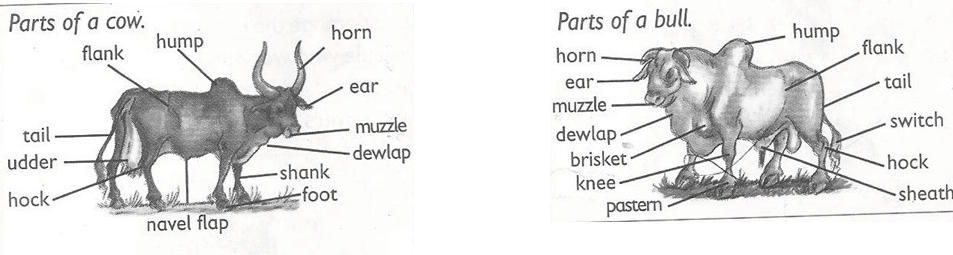 Parts of a cow.
hump
horn
flank
ear
muzzle
tail
dewlap
udder
shank
hock
foot
navel flap
Parts of a bull.
hump
horn
flank
ear
tail
muzzle
switch
dewlap
brisket
hock
knee
sheath
pastern